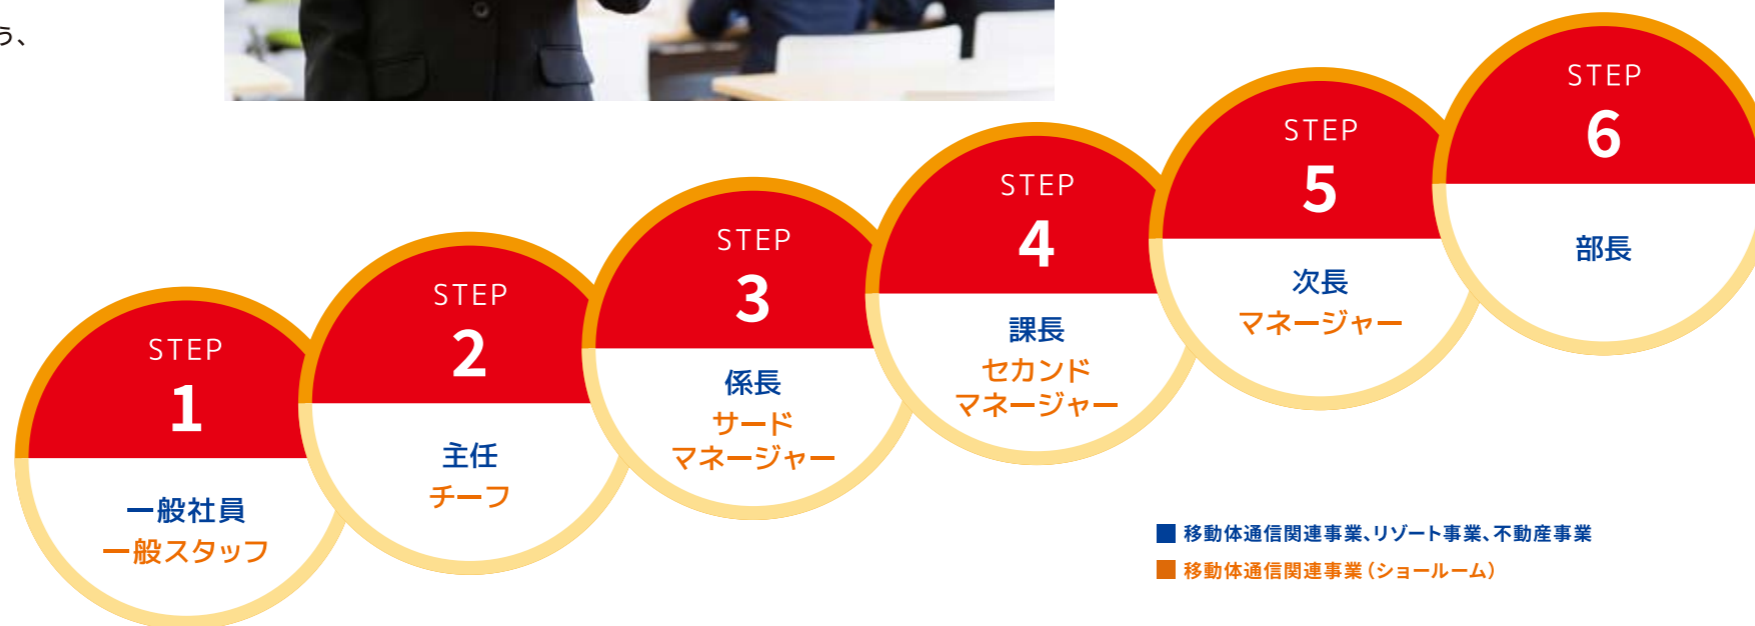 う、
STEP
1
一般社員
一般スタッフ
STEP
2
主任
チーフ
STEP
3
係長
サード
マネージャー
STEP
4
課長
セカンド
マネージャー
STEP
5
次長
マネージャー
STEP
6
部長
■ 移動体通信関連事業、リゾート事業、不動産事業
■ 移動体通信関連事業（ショールーム）